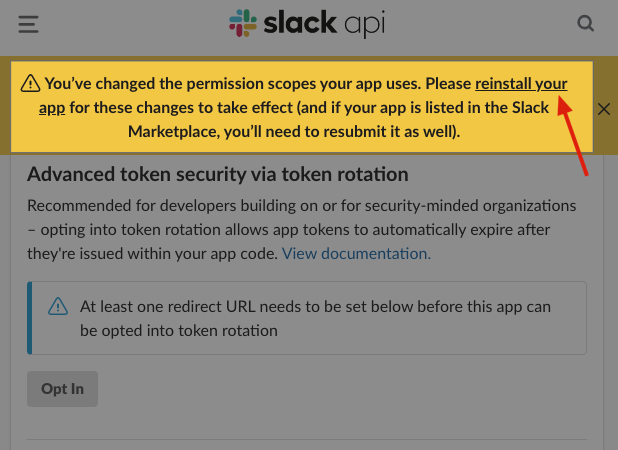 slack api
You’ve changed the permission scopes your app uses. Please reinstall your
app for these changes to take effect (and if your app is listed in the Slack
Marketplace, you’ll need to resubmit it as well).
Advanced token security via token rotation
Recommended for developers building on or for security-minded organizations
– opting into token rotation allows app tokens to automatically expire after
they're issued within your app code. View documentation.
At least one redirect URL needs to be set below before this app can
be opted into token rotation
Opt In